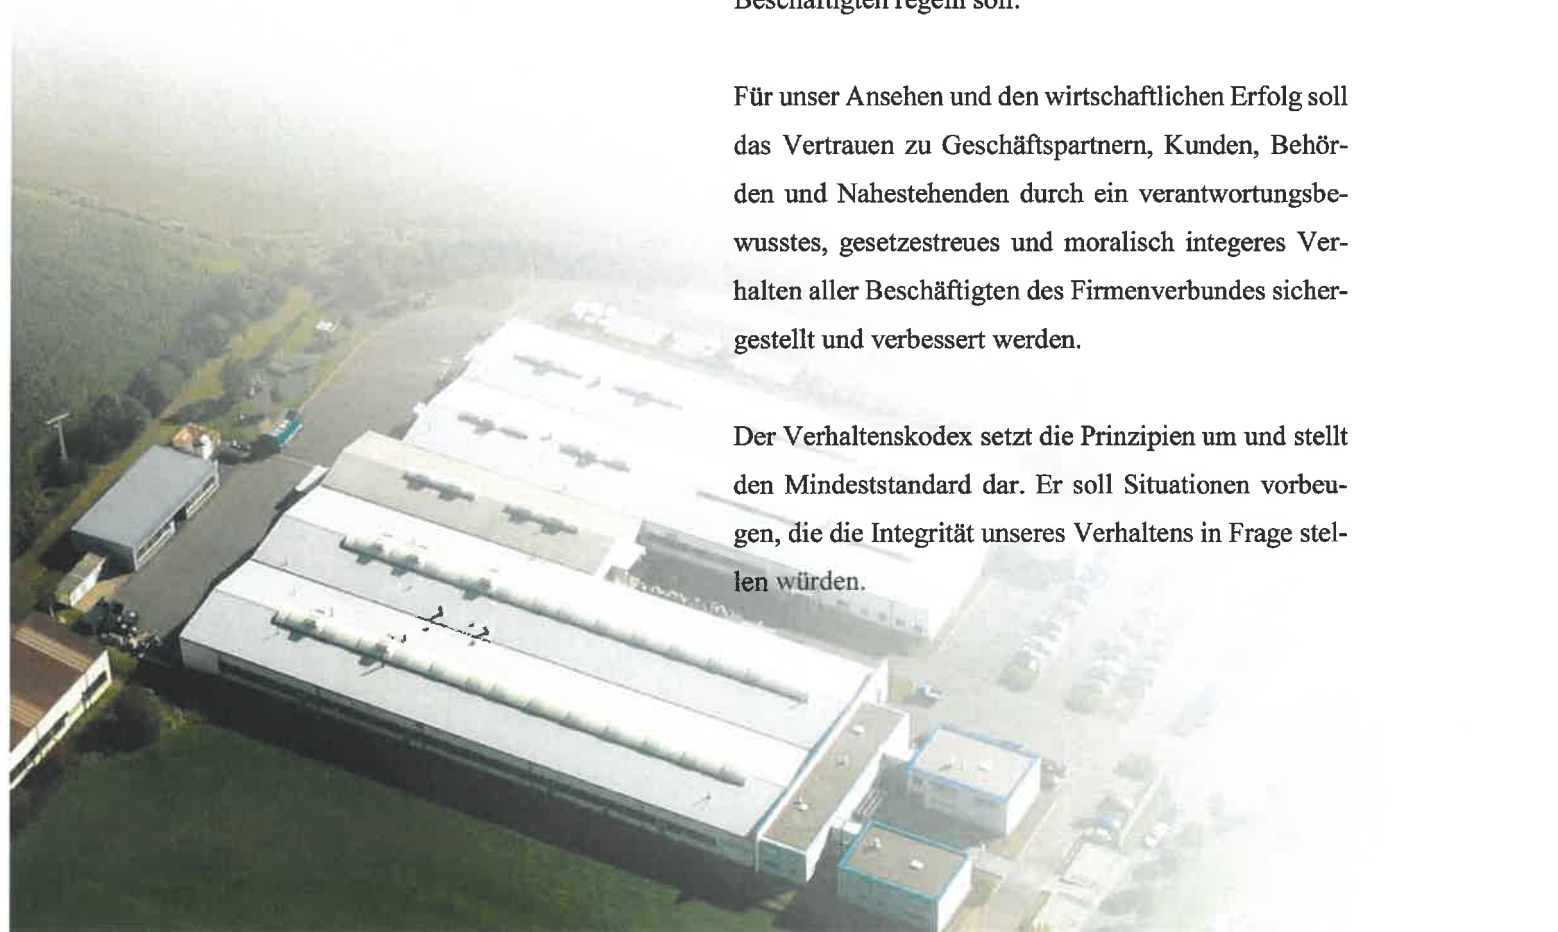 Beschäftigten regeln soll.
Für unser Ansehen und den wirtschaftlichen Erfolg soll
das Vertrauen zu Geschäftspartnern, Kunden, Behör-
den und Nahestehenden durch ein verantwortungsbe-
wusstes, gesetzestreues und moralisch integeres Ver-
halten aller Beschäftigten des Firmenverbundes sicher-
gestellt und verbessert werden.
Der Verhaltenskodex setzt die Prinzipien um und stellt
den Mindeststandard dar. Er soll Situationen vorbeu-
gen, die die Integrität unseres Verhaltens in Frage stel-
len würden.